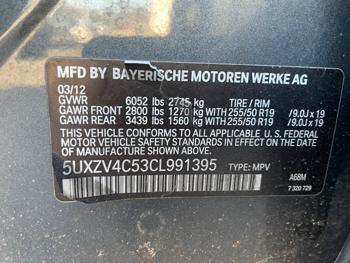 MFD BY BAYERISCHE MOTOREN WERKE AG
03/12
GVWR 6052 lbs 2745 kg TIRE / RIM
GAWR FRONT 2800 lbs 1270 kg WITH 255/50 R19 /9.0J x 19
GAWR REAR 3439 lbs 1560 kg WITH 255/50 R19 /9.0J x 19
THIS VEHICLE CONFORMS TO ALL APPLICABLE U.S. FEDERAL
MOTOR VEHICLE SAFETY STANDARDS IN EFFECT ON THE
DATE OF MANUFACTURE SHOWN ABOVE.
5UXZV4C53CL991395 TYPE: MPV
A68M
7 320 729